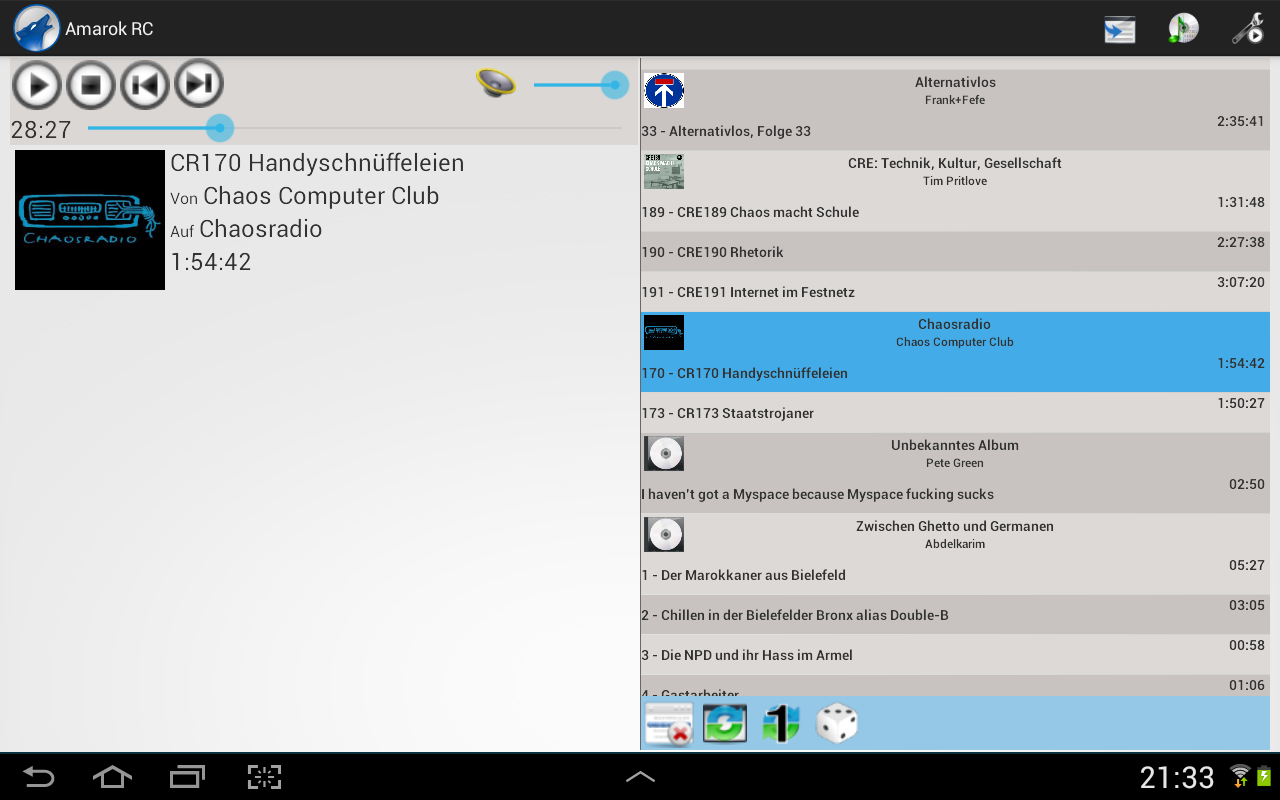 Amarok RC
28:27
CR170 Handyschnüffeleien
Von Chaos Computer Club
Auf Chaosradio
1:54:42
CHAOSRADIO
Alternativlos
Frank+Fefe
33 - Alternativlos, Folge 33
2:35:41
CRE: Technik, Kultur, Gesellschaft
Tim Pritlove
189 - CRE189 Chaos macht Schule
1:31:48
190 - CRE190 Rhetorik
2:27:38
191 - CRE191 Internet im Festnetz
3:07:20
Chaosradio
Chaos Computer Club
170 - CR170 Handyschnüffeleien
1:54:42
173 - CR173 Staatstrojaner
1:50:27
Unbekanntes Album
Pete Green
I haven't got a Myspace because Myspace fucking sucks
02:50
Zwischen Ghetto und Germanen
Abdelkarim
1 - Der Marokkaner aus Bielefeld
05:27
2 - Chillen in der Bielefelder Bronx alias Double-B
03:05
3 - Die NPD und ihr Hass im Armel
00:58
4 - Gastarbeiter
01:06
1
21:33